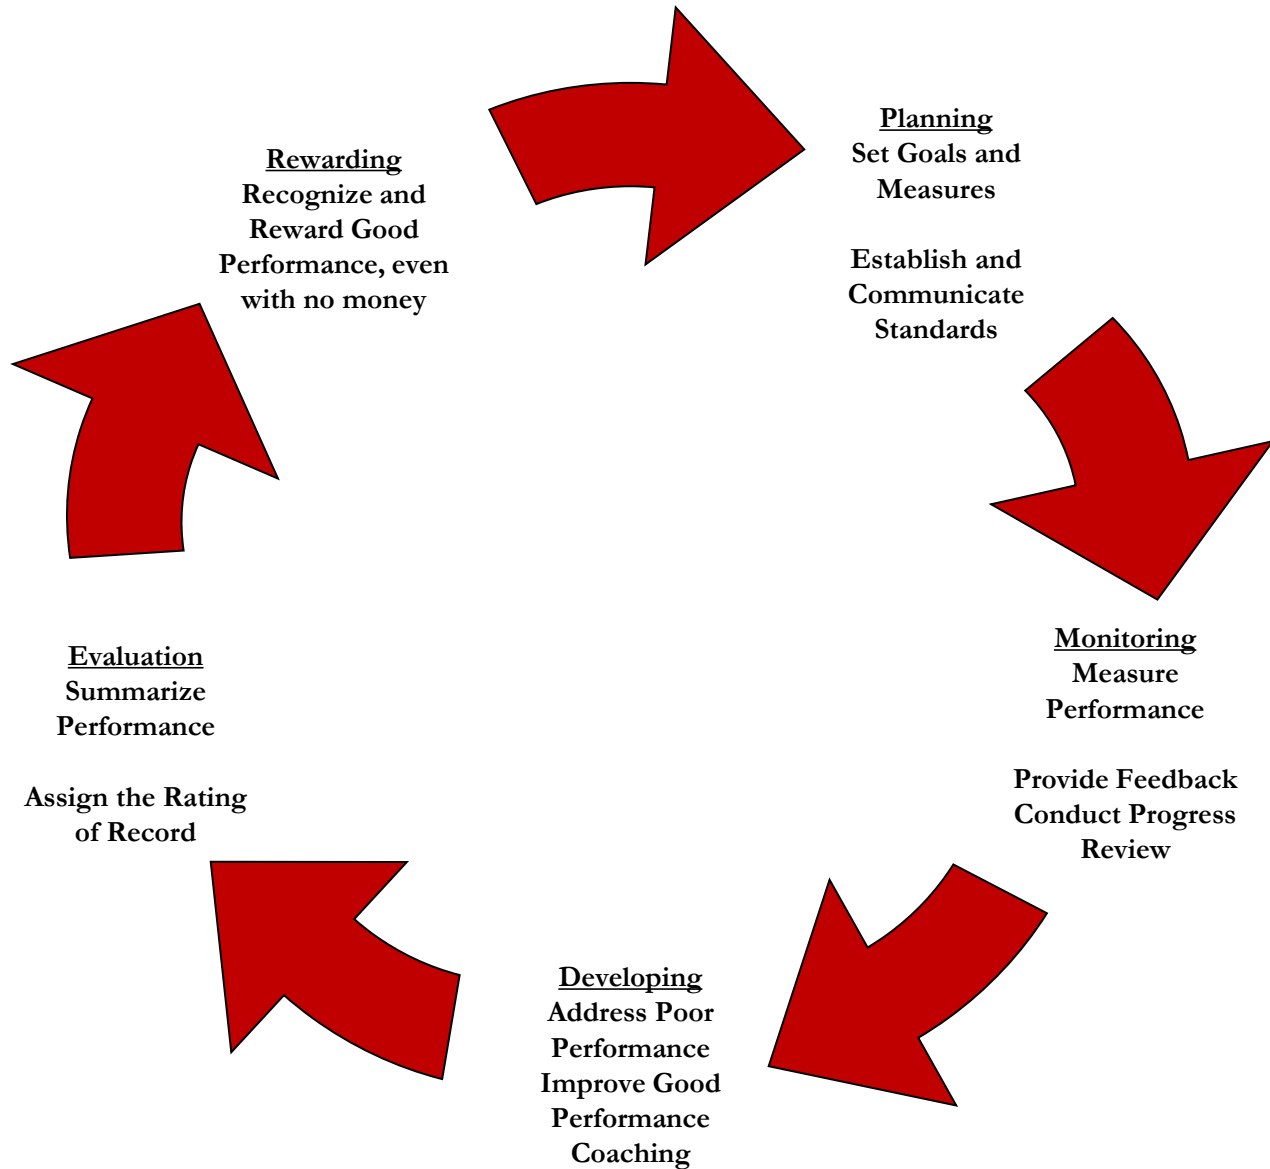 Planning
Set Goals and
Measures
Establish and
Communicate
Standards
Monitoring
Measure
Performance
Provide Feedback
Conduct Progress
Review
Developing
Address Poor
Performance
Improve Good
Performance
Coaching
Evaluation
Summarize
Performance
Assign the Rating
of Record
Rewarding
Recognize and
Reward Good
Performance, even
with no money